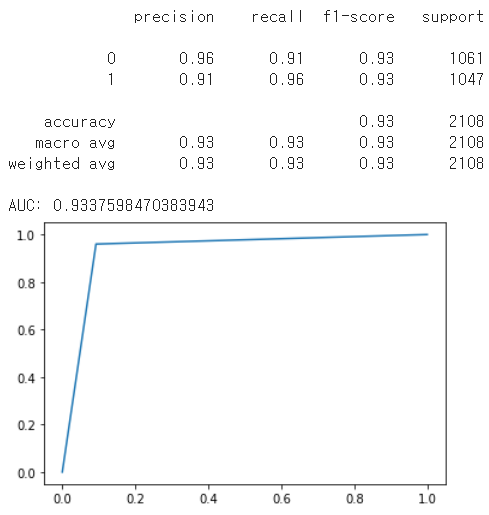 precision recall f1-score support
0 0.96 0.91 0.93 1061
1 0.91 0.96 0.93 1047
accuracy 0.93 2108
macro avg 0.93 0.93 0.93 2108
weighted avg 0.93 0.93 0.93 2108
AUC: 0.9337598470383943
1.0
0.8
0.6
0.4
0.2
0.0
0.0 0.2 0.4 0.6 0.8 1.0